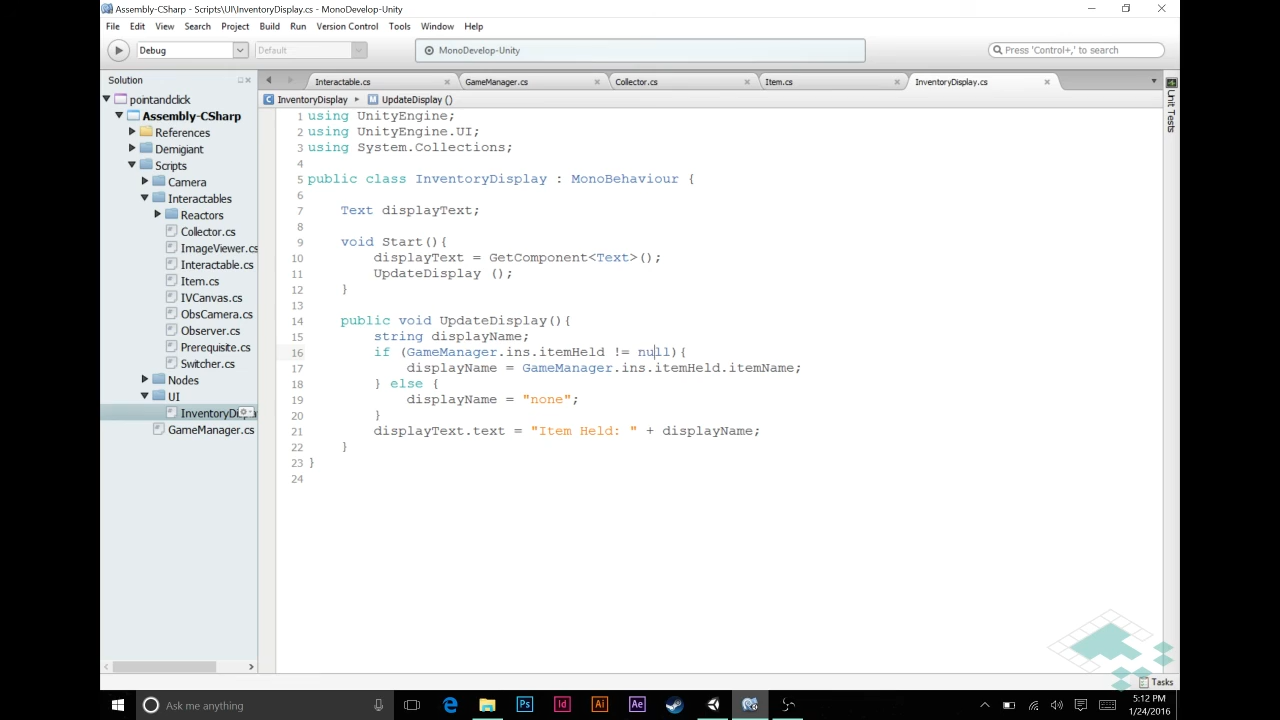 Assembly-CSharp - Scripts\UI\InventoryDisplay.cs - MonoDevelop-Unity
File Edit View Search Project Build Run Version Control Tools Window Help
Debug Default MonoDevelop-Unity Press 'Control+,' to search
Solution Interactable.cs GameManager.cs Collector.cs Item.cs InventoryDisplay.cs
InventoryDisplay UpdateDisplay ()
pointandclick
Assembly-CSharp
References
Demigiant
Scripts
Camera
Interactables
Reactors
Collector.cs
ImageViewer.cs
Interactable.cs
Item.cs
IVCanvas.cs
ObsCamera.cs
Observer.cs
Prerequisite.cs
Switcher.cs
Nodes
UI
GameManager.cs
1 using UnityEngine;
2 using UnityEngine.UI;
3 using System.Collections;
4
5 public class InventoryDisplay : MonoBehaviour {
6
7 Text displayText;
8
9 void Start(){
10 displayText = GetComponent<Text>();
11 UpdateDisplay ();
12 }
13
14 public void UpdateDisplay(){
15 string displayName;
16 if (GameManager.ins.itemHeld != null){
17 displayName = GameManager.ins.itemHeld.itemName;
18 } else {
19 displayName = "none";
20 }
21 displayText.text = "Item Held: " + displayName;
22 }
23 }
24
Unit Tests
Tasks
Ask me anything
Ps Id Ai Ae
5:12 PM
1/24/2016